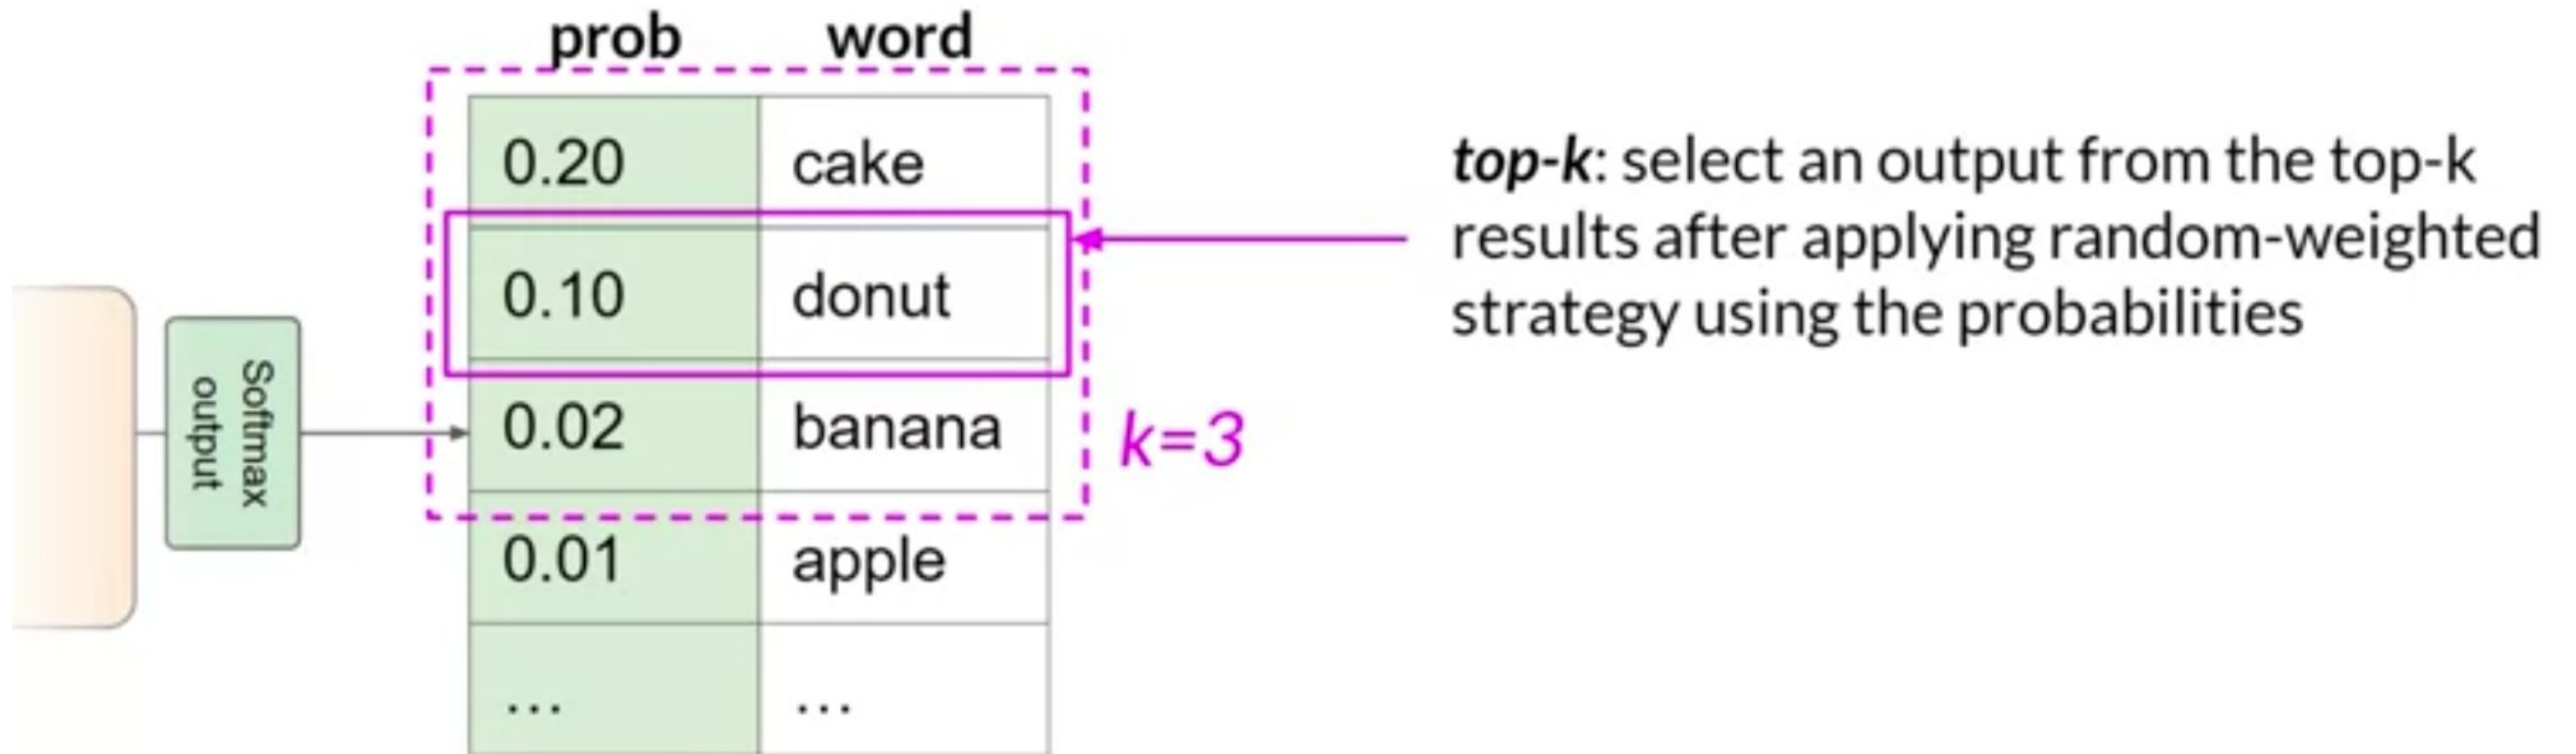 prob word
0.20 cake
0.10 donut
0.02 banana
0.01 apple
... ...
Softmax
output
k=3
top-k: select an output from the top-k
results after applying random-weighted
strategy using the probabilities